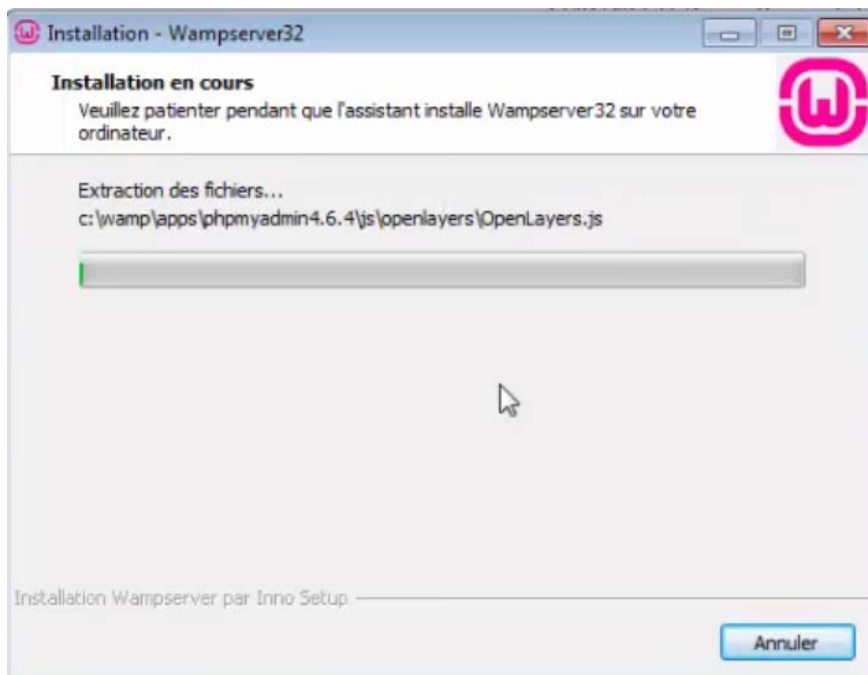 Installation - Wampserver32
Installation en cours
Veuillez patienter pendant que l'assistant installe Wampserver32 sur votre
ordinateur.
Extraction des fichiers...
c:\wamp\apps\phpmyadmin4.6.4\js\openlayers\OpenLayers.js
Installation Wampserver par Inno Setup
Annuler